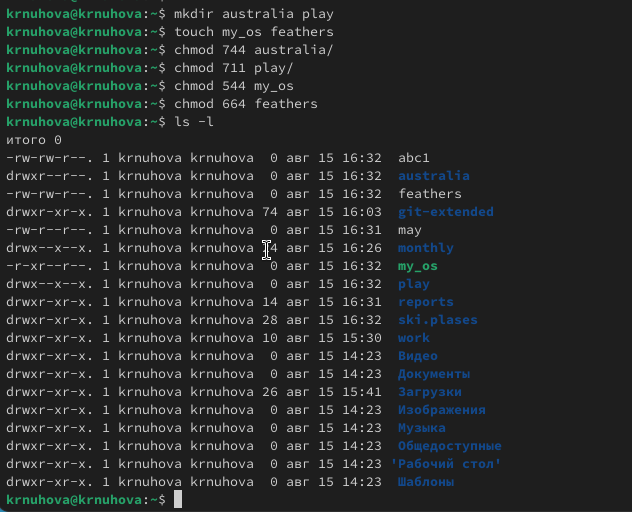 krnuhova@krnuhova:~$ mkdir australia play
krnuhova@krnuhova:~$ touch my_os feathers
krnuhova@krnuhova:~$ chmod 744 australia/
krnuhova@krnuhova:~$ chmod 711 play/
krnuhova@krnuhova:~$ chmod 544 my_os
krnuhova@krnuhova:~$ chmod 664 feathers
krnuhova@krnuhova:~$ ls -l
итого 0
-rw-rw-r--. 1 krnuhova krnuhova  0 авг 15 16:32  abc1
drwxr--r--. 1 krnuhova krnuhova  0 авг 15 16:32  australia
-rw-rw-r--. 1 krnuhova krnuhova  0 авг 15 16:32  feathers
drwxr-xr-x. 1 krnuhova krnuhova 74 авг 15 16:03  git-extended
-rw-r--r--. 1 krnuhova krnuhova  0 авг 15 16:31  may
drwx--x--x. 1 krnuhova krnuhova авг 15 16:26  monthly
-r-xr--r--. 1 krnuhova krnuhova  0 авг 15 16:32  my_os
drwx--x--x. 1 krnuhova krnuhova  0 авг 15 16:32  play
drwxr-xr-x. 1 krnuhova krnuhova 14 авг 15 16:31  reports
drwxr-xr-x. 1 krnuhova krnuhova 28 авг 15 16:32  ski.plases
drwxr-xr-x. 1 krnuhova krnuhova 10 авг 15 15:30  work
drwxr-xr-x. 1 krnuhova krnuhova  0 авг 15 14:23  Видео
drwxr-xr-x. 1 krnuhova krnuhova  0 авг 15 14:23  Документы
drwxr-xr-x. 1 krnuhova krnuhova 26 авг 15 15:41  Загрузки
drwxr-xr-x. 1 krnuhova krnuhova  0 авг 15 14:23  Изображения
drwxr-xr-x. 1 krnuhova krnuhova  0 авг 15 14:23  Музыка
drwxr-xr-x. 1 krnuhova krnuhova  0 авг 15 14:23  Общедоступные
drwxr-xr-x. 1 krnuhova krnuhova  0 авг 15 14:23 'Рабочий стол'
drwxr-xr-x. 1 krnuhova krnuhova  0 авг 15 14:23  Шаблоны
krnuhova@krnuhova:~$